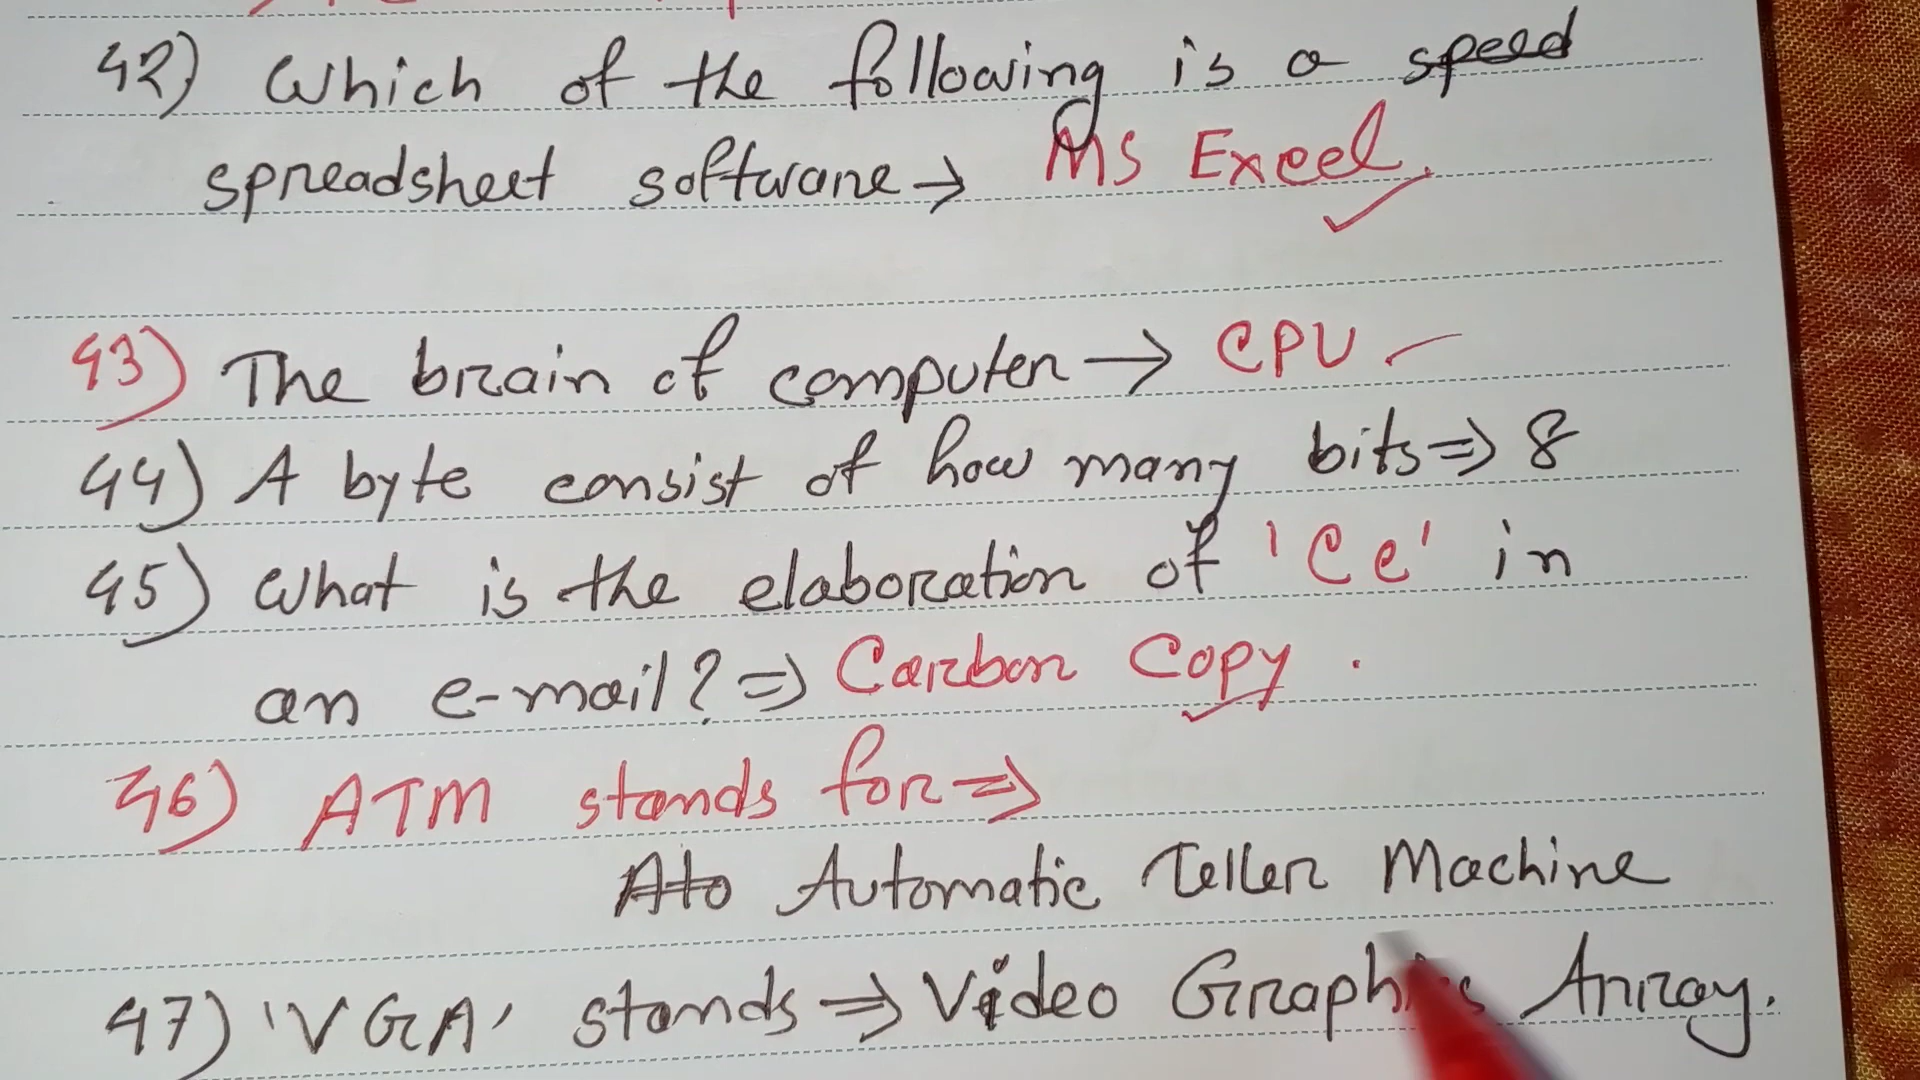 42) Which of the following is a speed
spreadsheet software → MS Excel.
43) The brain of computer → CPU
44) A byte consist of how many bits ⇒ 8
45) What is the elaboration of 'Cc' in
an e-mail? ⇒ Carbon Copy.
46) ATM stands for ⇒
Ato Automatic Teller Machine
47) 'VGA' stands ⇒ Video Graphics Array.